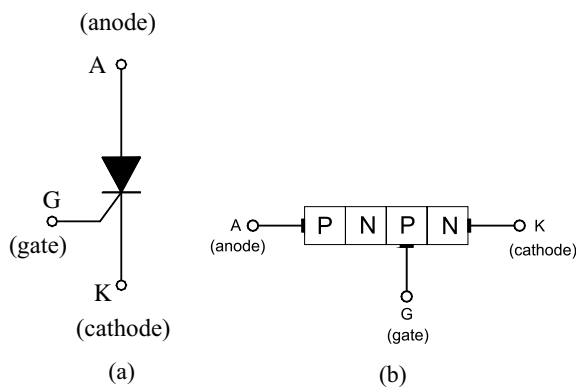 (anode)
A
G
(gate)
K
(cathode)
(a)
A
(anode)
P N P N
K
(cathode)
G
(gate)
(b)